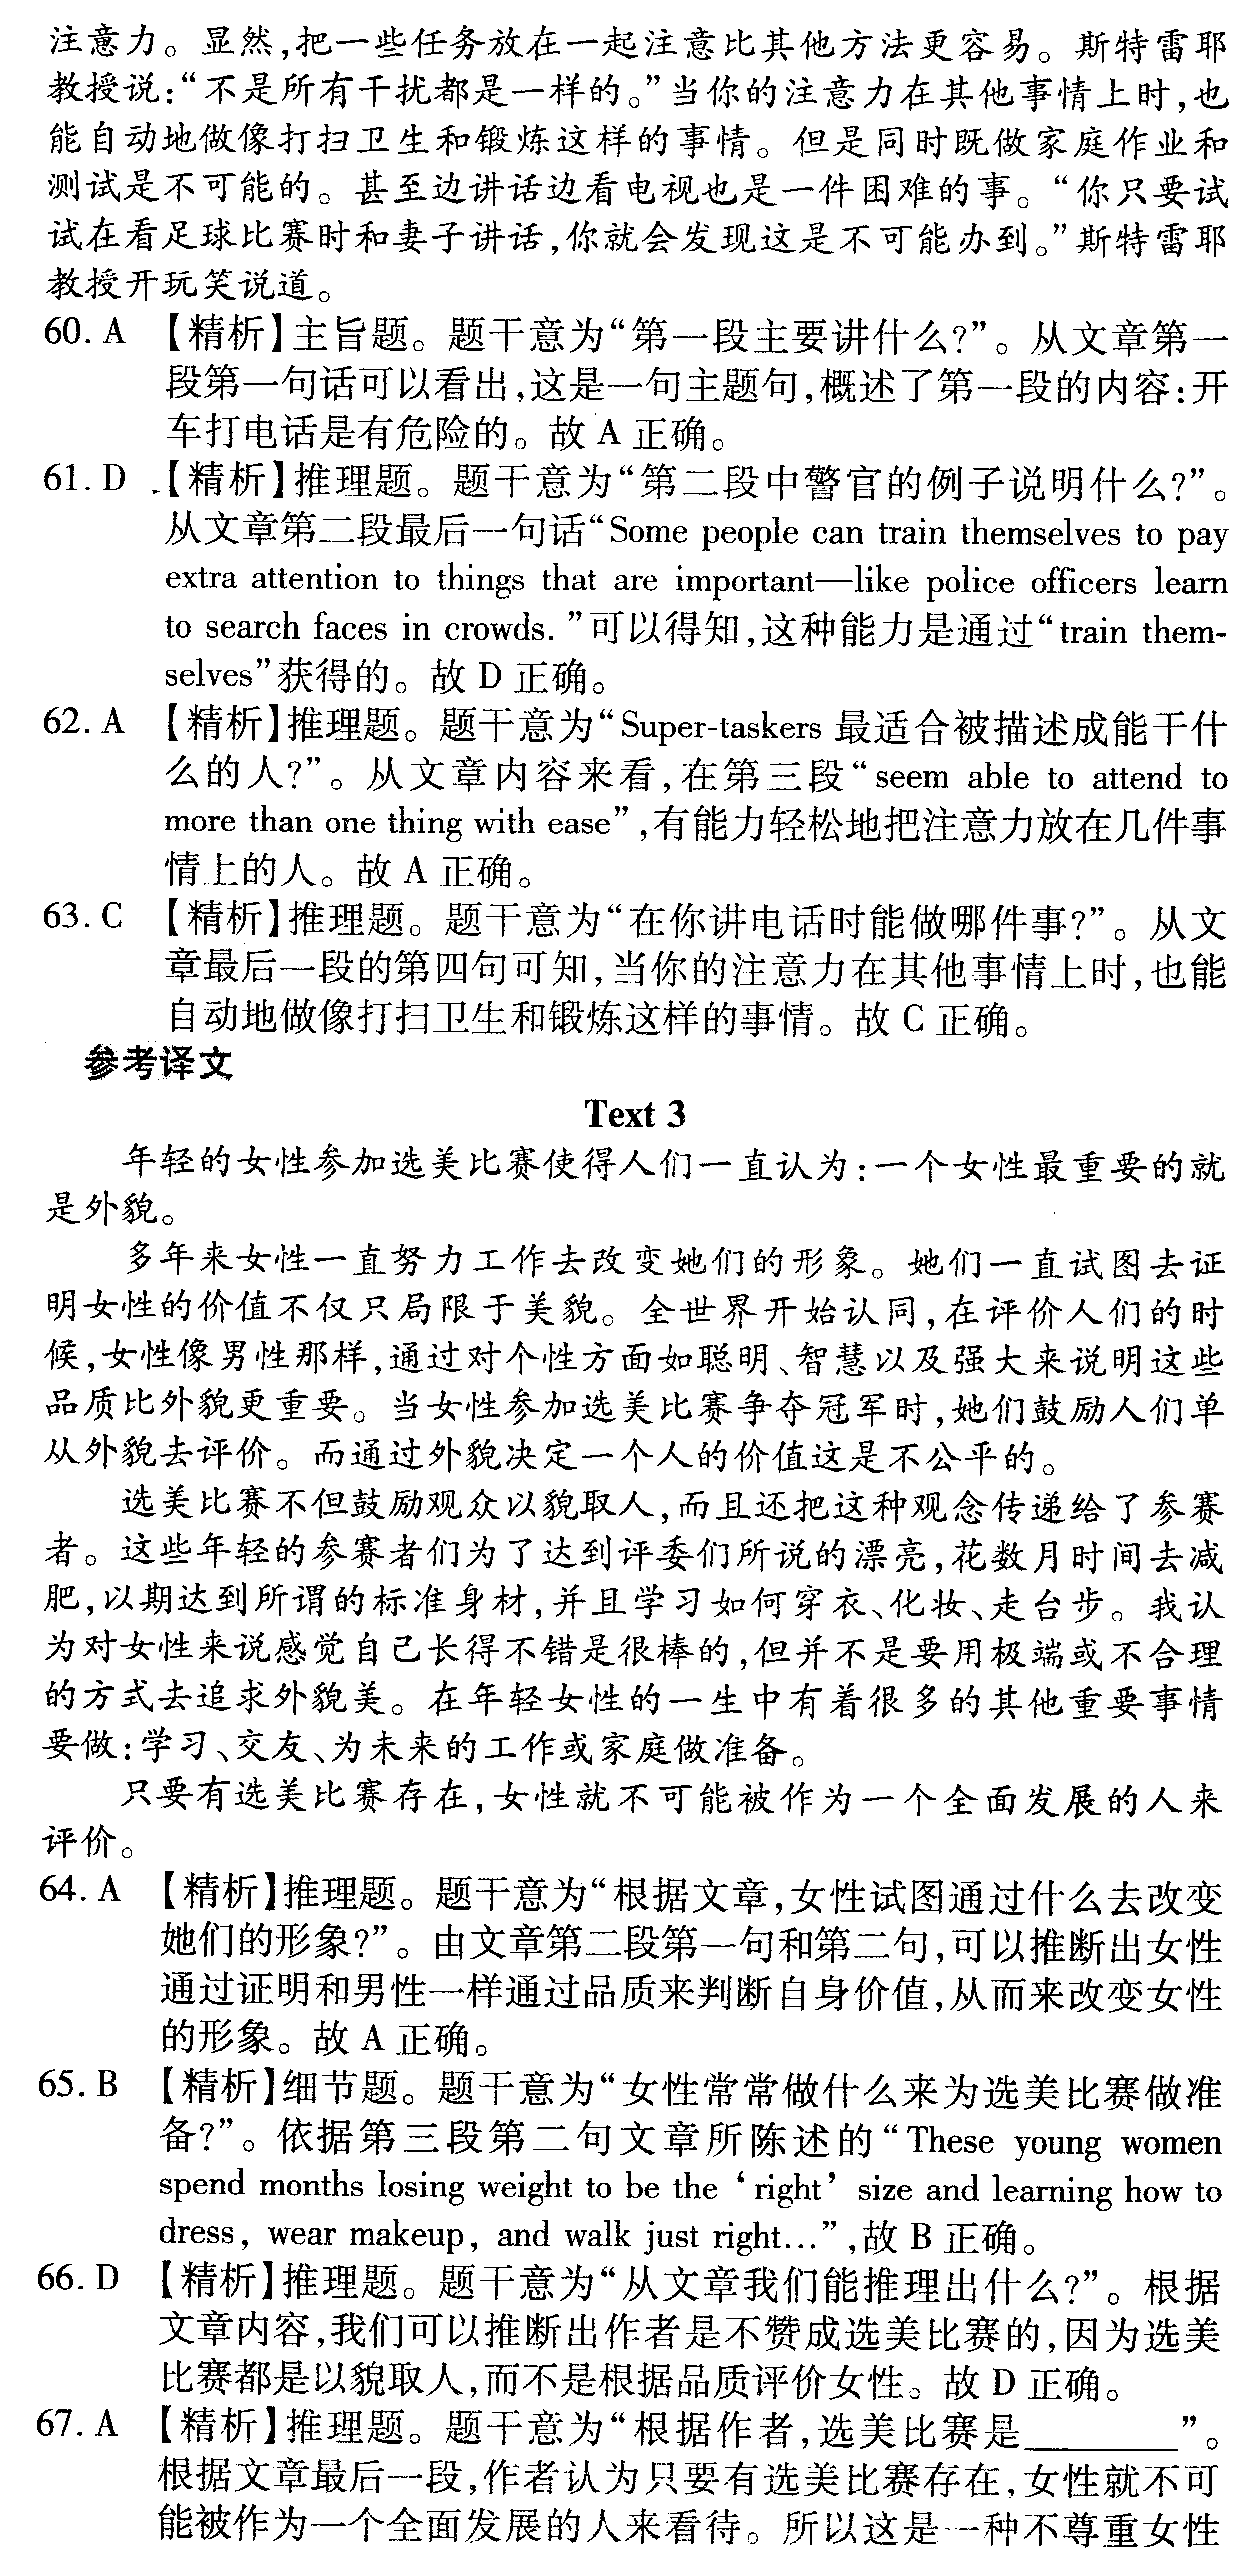 注意力。显然,把一些任务放在一起注意比其他方法更容易。斯特雷耶
教授说:“不是所有干扰都是一样的。”当你的注意力在其他事情上时,也
能自动地做像打扫卫生和锻炼这样的事情。但是同时既做家庭作业和
测试是不可能的。甚至边讲话边看电视也是一件困难的事。“你只要试
试在看足球比赛时和妻子讲话,你就会发现这是不可能办到。”斯特雷耶
教授开玩笑说道。
60. A 【精析】主旨题。题干意为“第一段主要讲什么?”。从文章第一
段第一句话可以看出,这是一句主题句,概述了第一段的内容:开
车打电话是有危险的。故 A 正确。
61. D 【精析】推理题。题干意为“第二段中警官的例子说明什么?”。
从文章第二段最后一句话“Some people can train themselves to pay
extra attention to things that are important—like police officers learn
to search faces in crowds. ”可以得知,这种能力是通过“train them-
selves”获得的。故 D 正确。
62. A 【精析】推理题。题干意为“Super-taskers 最适合被描述成能干什
么的人?”。从文章内容来看,在第三段“seem able to attend to
more than one thing with ease”,有能力轻松地把注意力放在几件事
情上的人。故 A 正确。
63. C 【精析】推理题。题干意为“在你讲电话时能做哪件事?”。从文
章最后一段的第四句可知,当你的注意力在其他事情上时,也能
自动地做像打扫卫生和锻炼这样的事情。故 C 正确。
参考译文
Text 3
年轻的女性参加选美比赛使得人们一直认为:一个女性最重要的就
是外貌。
多年来女性一直努力工作去改变她们的形象。她们一直试图去证
明女性的价值不仅只局限于美貌。全世界开始认同,在评价人们的时
候,女性像男性那样,通过对个性方面如聪明、智慧以及强大来说明这些
品质比外貌更重要。当女性参加选美比赛争夺冠军时,她们鼓励人们单
从外貌去评价。而通过外貌决定一个人的价值这是不公平的。
选美比赛不但鼓励观众以貌取人,而且还把这种观念传递给了参赛
者。这些年轻的参赛者们为了达到评委们所说的漂亮,花数月时间去减
肥,以期达到所谓的标准身材,并且学习如何穿衣、化妆、走台步。我认
为对女性来说感觉自己长得不错是很棒的,但并不是要用极端或不合理
的方式去追求外貌美。在年轻女性的一生中有着很多的其他重要事情
要做:学习、交友、为未来的工作或家庭做准备。
只要有选美比赛存在,女性就不可能被作为一个全面发展的人来
评价。
64. A 【精析】推理题。题干意为“根据文章,女性试图通过什么去改变
她们的形象?”。由文章第二段第一句和第二句,可以推断出女性
通过证明和男性一样通过品质来判断自身价值,从而来改变女性
的形象。故 A 正确。
65. B 【精析】细节题。题干意为“女性常常做什么来为选美比赛做准
备?”。依据第三段第二句文章所陈述的“These young women
spend months losing weight to be the ‘right’ size and learning how to
dress, wear makeup, and walk just right...”,故 B 正确。
66. D 【精析】推理题。题干意为“从文章我们能推理出什么?”。根据
文章内容,我们可以推断出作者是不赞成选美比赛的,因为选美
比赛都是以貌取人,而不是根据品质评价女性。故 D 正确。
67. A 【精析】推理题。题干意为“根据作者,选美比赛是________”。
根据文章最后一段,作者认为只要有选美比赛存在,女性就不可
能被作为一个全面发展的人来看待。所以这是一种不尊重女性